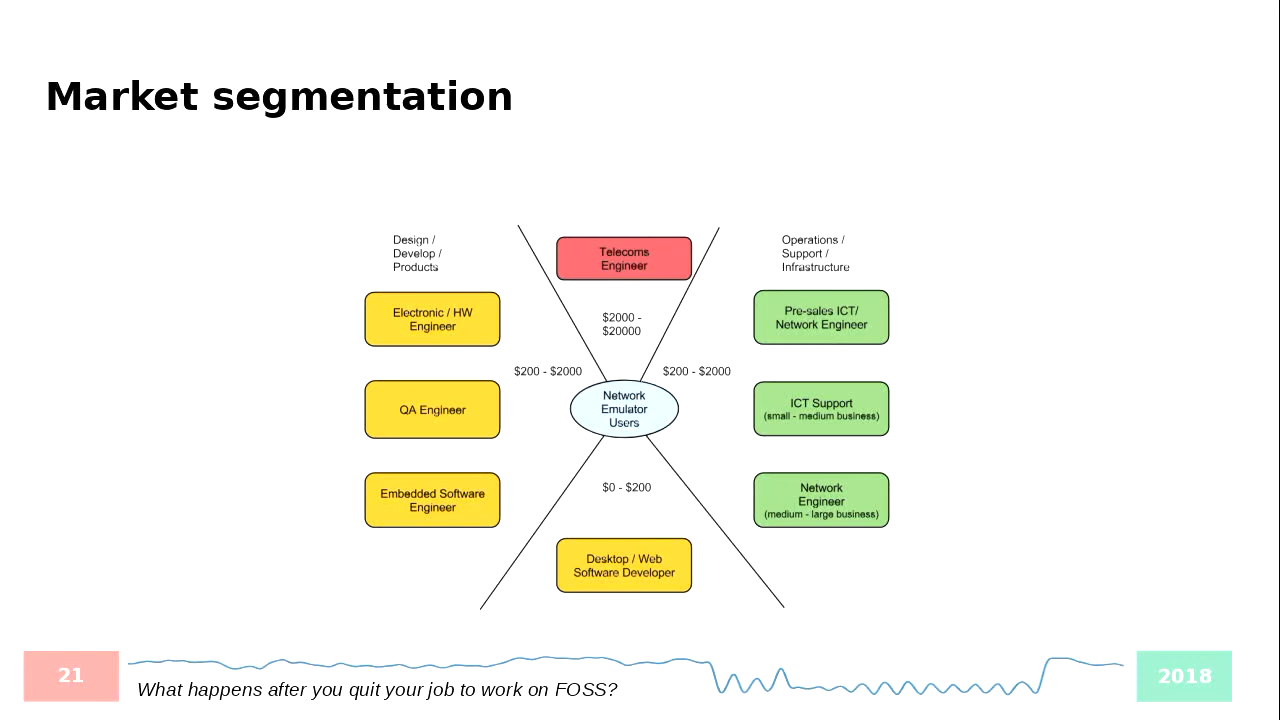 Market segmentation
Design /
Develop /
Products
Telecoms
Engineer
Operations /
Support /
Infrastructure
Electronic / HW
Engineer
$2000 -
$20000
Pre-sales ICT/
Network Engineer
$200 - $2000
$200 - $2000
QA Engineer
Network
Emulator
Users
ICT Support
(small - medium business)
Embedded Software
Engineer
$0 - $200
Network
Engineer
(medium - large business)
Desktop / Web
Software Developer
21
What happens after you quit your job to work on FOSS?
2018